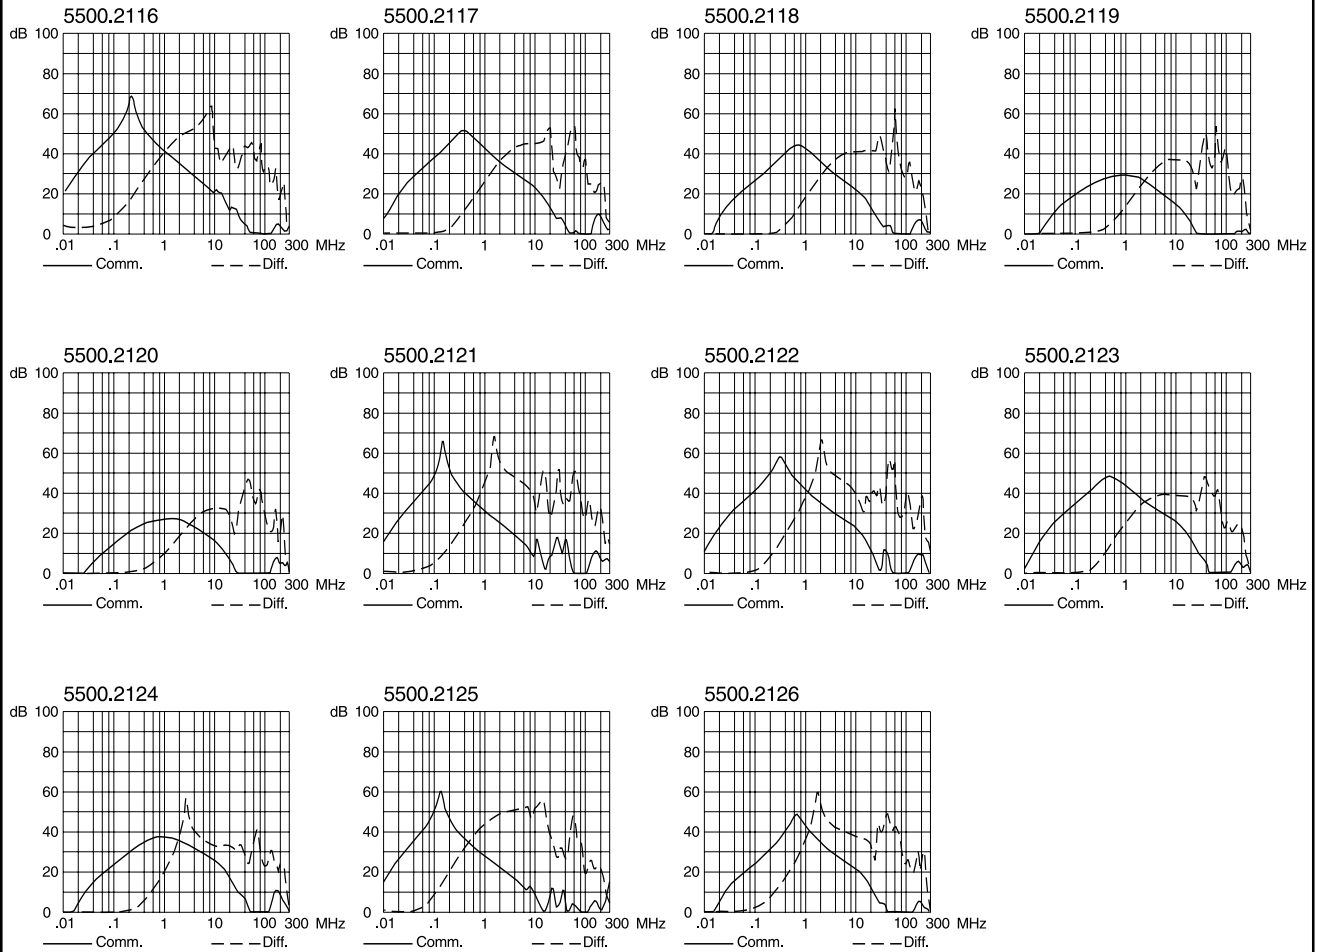 5500.2116 5500.2117 5500.2118 5500.2119
dB 100 dB 100 dB 100 dB 100
80 80 80 80
60 60 60 60
40 40 40 40
20 20 20 20
0 0 0 0
.01 .1 1 10 100 300 MHz .01 .1 1 10 100 300 MHz .01 .1 1 10 100 300 MHz .01 .1 1 10 100 300 MHz
Comm. Diff. Comm. Diff. Comm. Diff. Comm. Diff.
5500.2120 5500.2121 5500.2122 5500.2123
dB 100 dB 100 dB 100 dB 100
80 80 80 80
60 60 60 60
40 40 40 40
20 20 20 20
0 0 0 0
.01 .1 1 10 100 300 MHz .01 .1 1 10 100 300 MHz .01 .1 1 10 100 300 MHz .01 .1 1 10 100 300 MHz
Comm. Diff. Comm. Diff. Comm. Diff. Comm. Diff.
5500.2124 5500.2125 5500.2126
dB 100 dB 100 dB 100
80 80 80
60 60 60
40 40 40
20 20 20
0 0 0
.01 .1 1 10 100 300 MHz .01 .1 1 10 100 300 MHz .01 .1 1 10 100 300 MHz
Comm. Diff. Comm. Diff. Comm. Diff.